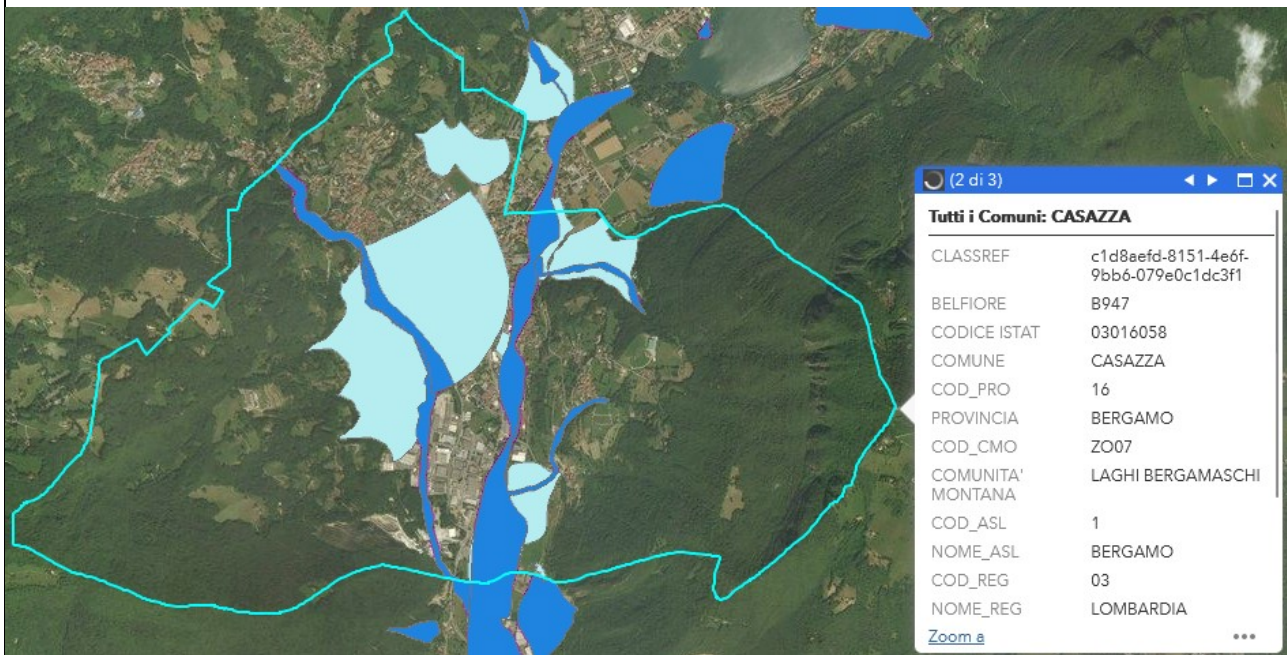 (2 di 3)
Tutti i Comuni: CASAZZA
CLASSREF c1d8aefd-8151-4e6f-
9bb6-079e0c1dc3f1
BELFIORE B947
CODICE ISTAT 03016058
COMUNE CASAZZA
COD_PRO 16
PROVINCIA BERGAMO
COD_CMO ZO07
COMUNITA' LAGHI BERGAMASCHI
MONTANA
COD_ASL 1
NOME_ASL BERGAMO
COD_REG 03
NOME_REG LOMBARDIA
Zoom a